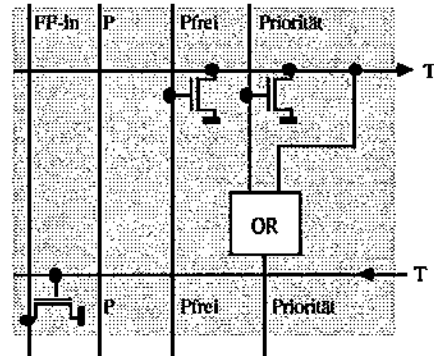 FP-In P Pfrei Priorität
T
OR
T
P Pfrei Priorität